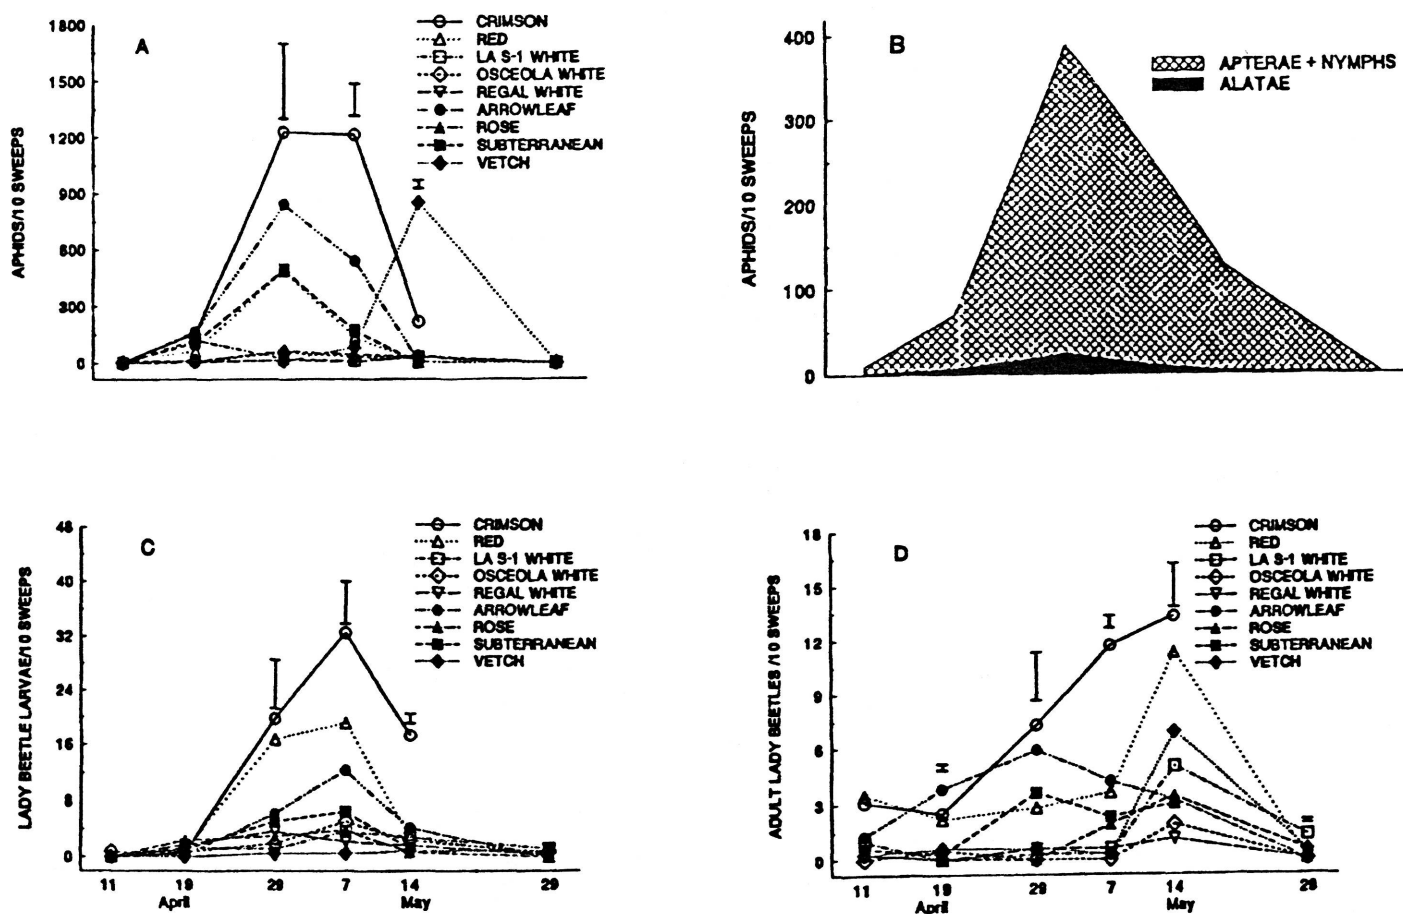 A
APHIDS/10 SWEEPS
1800
1500
1200
900
600
300
0
CRIMSON
RED
LA S-1 WHITE
OSCEOLA WHITE
REGAL WHITE
ARROWLEAF
ROSE
SUBTERRANEAN
VETCH
B
APHIDS/10 SWEEPS
400
300
200
100
0
APTERAE + NYMPHS
ALATAE
C
LADY BEETLE LARVAE/10 SWEEPS
48
40
32
24
16
8
0
CRIMSON
RED
LA S-1 WHITE
OSCEOLA WHITE
REGAL WHITE
ARROWLEAF
ROSE
SUBTERRANEAN
VETCH
11 19 29 7 14 29
April May
D
ADULT LADY BEETLES/10 SWEEPS
18
15
12
9
6
3
0
CRIMSON
RED
LA S-1 WHITE
OSCEOLA WHITE
REGAL WHITE
ARROWLEAF
ROSE
SUBTERRANEAN
VETCH
11 19 29 7 14 29
April May